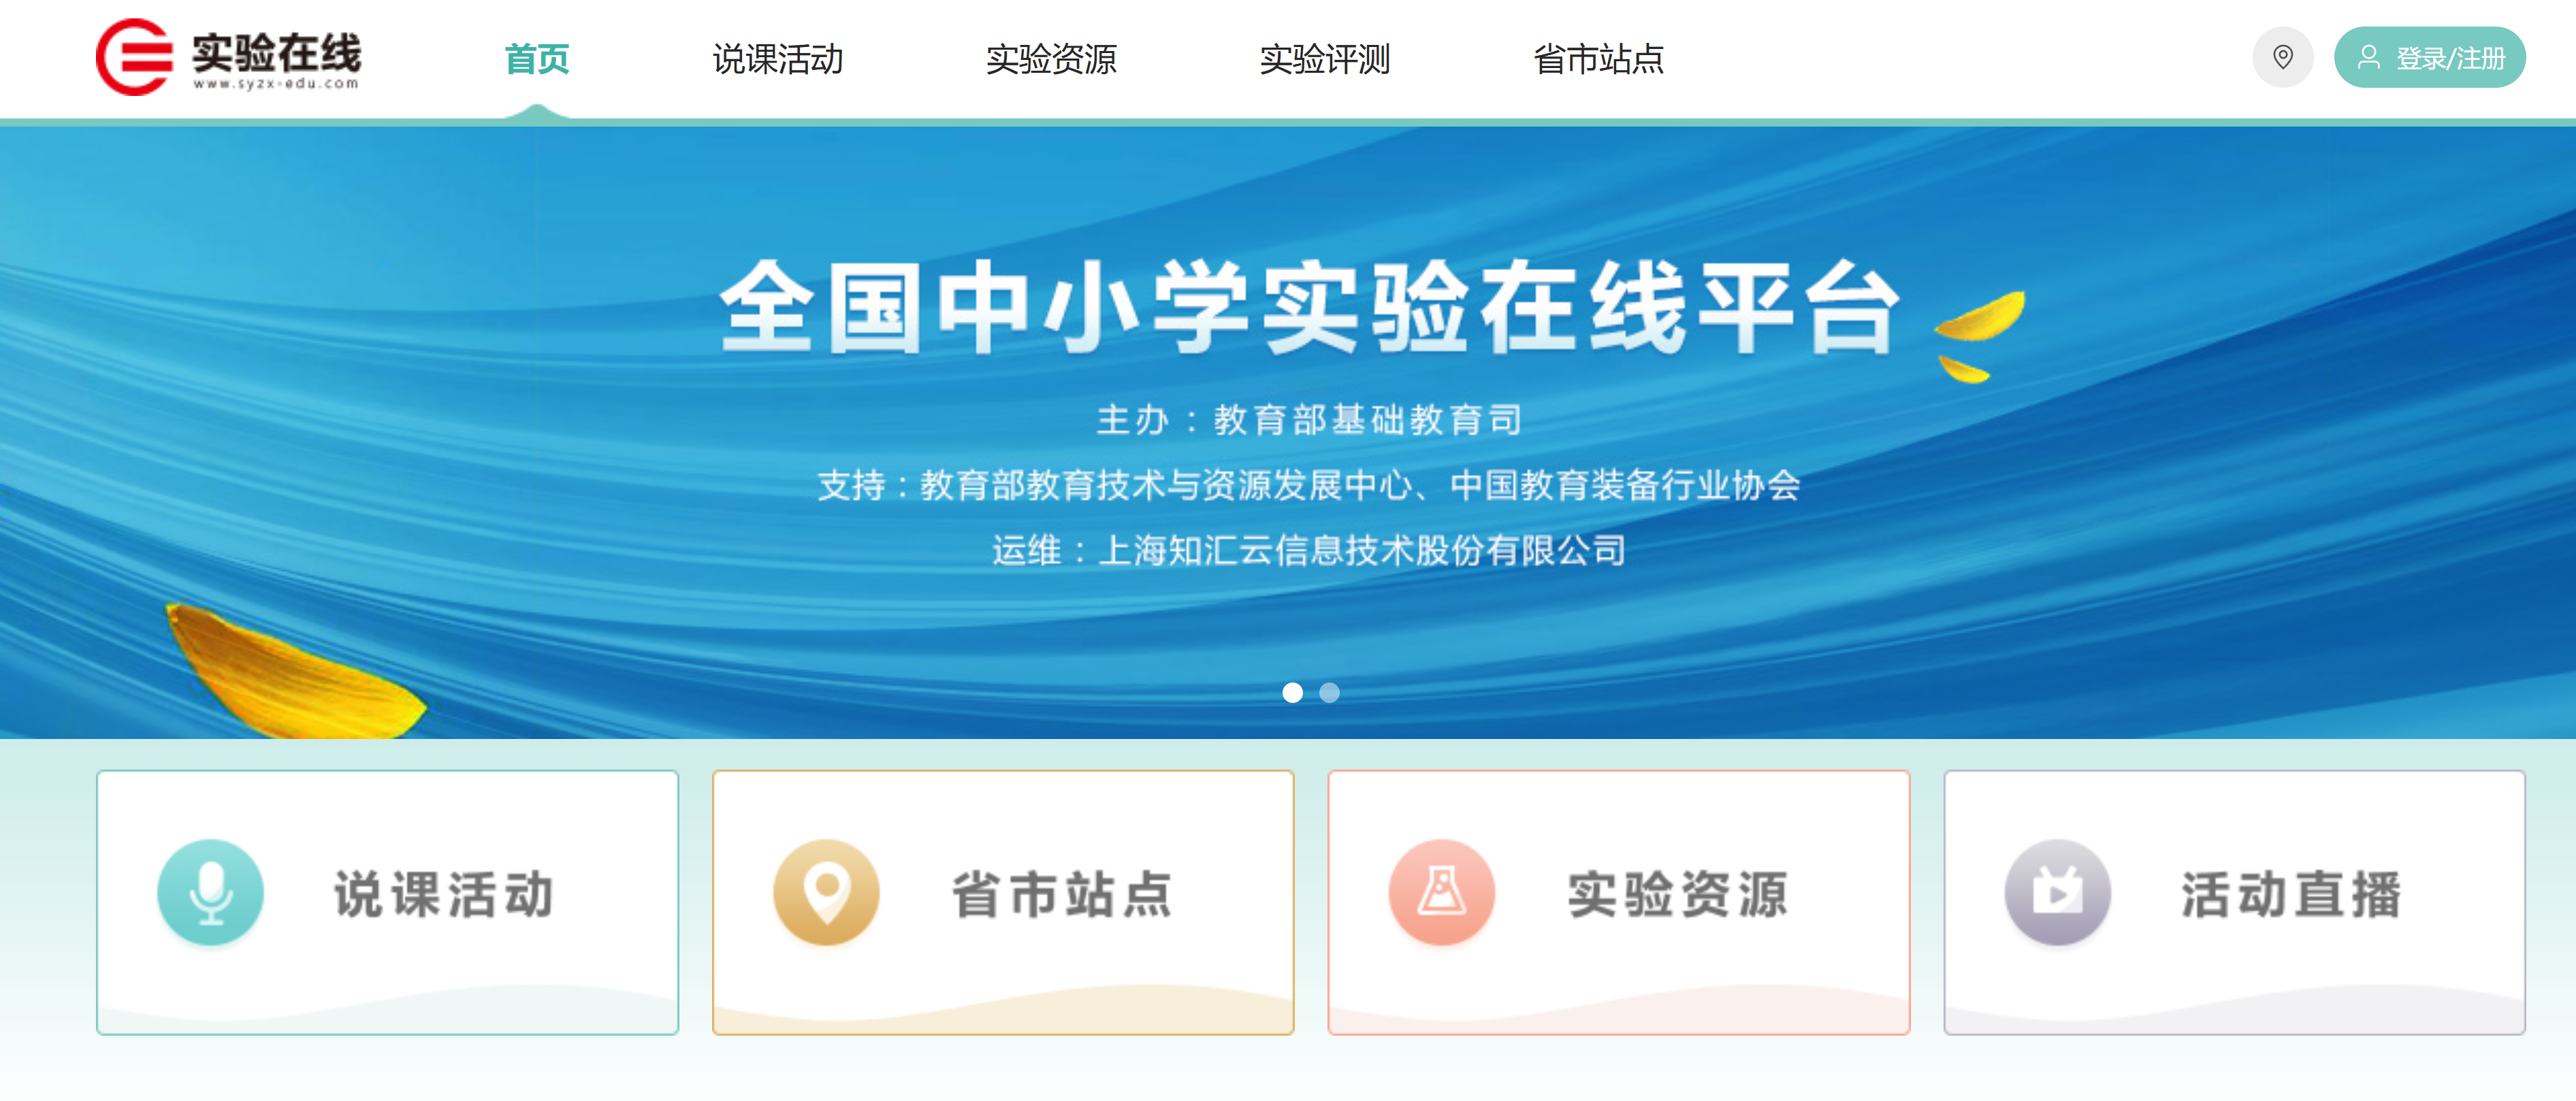 实验在线
www.syzx-edu.com
首页
说课活动
实验资源
实验评测
省市站点
登录/注册
全国中小学实验在线平台
主办：教育部基础教育司
支持：教育部教育技术与资源发展中心、中国教育装备行业协会
运维：上海知汇云信息技术股份有限公司
说课活动
省市站点
实验资源
活动直播